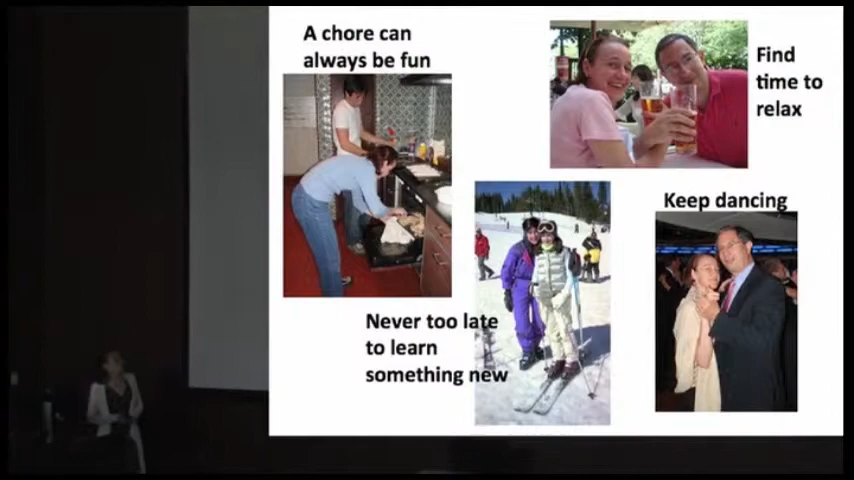 A chore can
always be fun
Find
time to
relax
Keep dancing
Never too late
to learn
something new